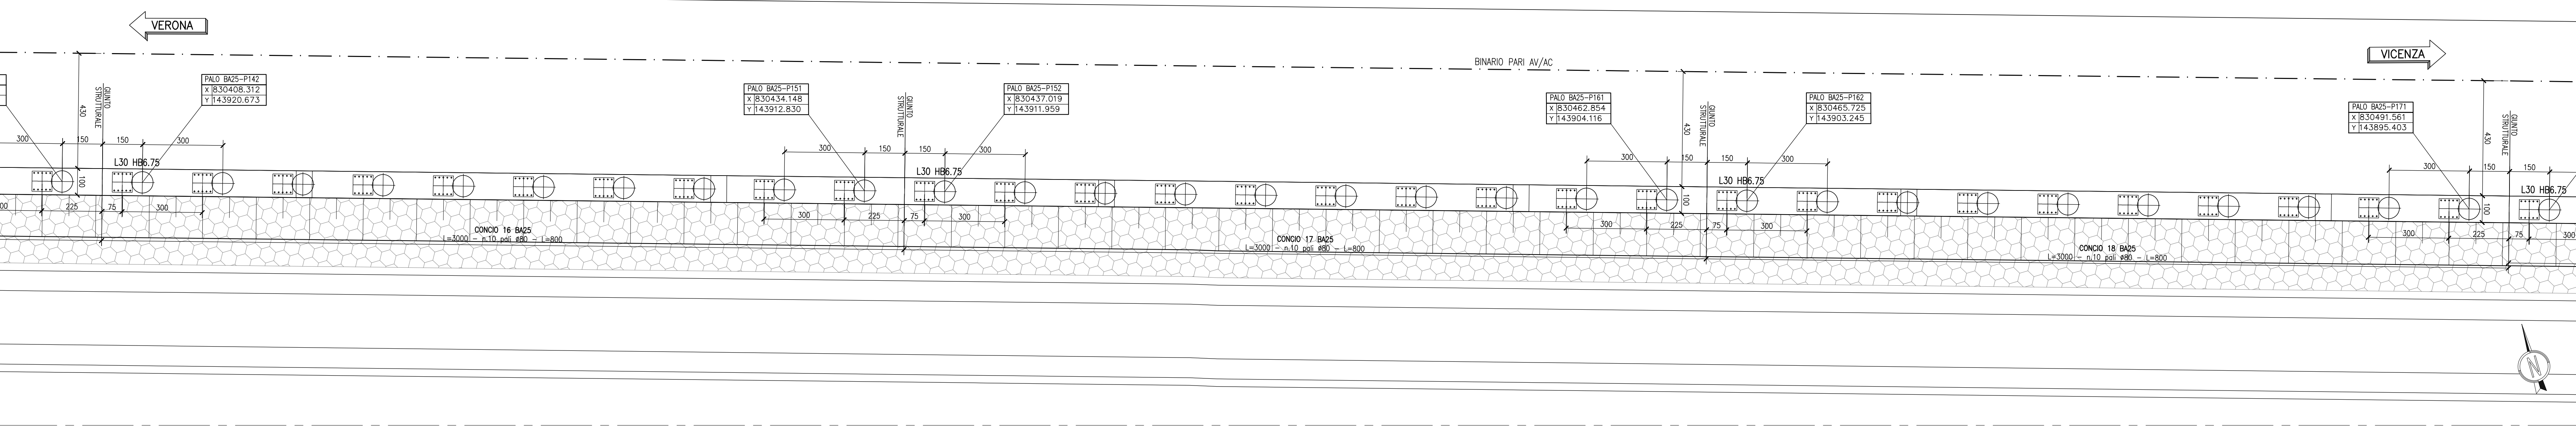 VERONA
VICENZA
BINARIO PARI AV/AC
PALO BA25-P142
X 830408.312
Y 143920.673
PALO BA25-P151
X 830434.148
Y 143912.830
PALO BA25-P152
X 830437.019
Y 143911.959
PALO BA25-P161
X 830462.854
Y 143904.116
PALO BA25-P162
X 830465.725
Y 143903.245
PALO BA25-P171
X 830491.561
Y 143895.403
430
GIUNTO
STRUTTURALE
GIUNTO
STRUTTURALE
430
GIUNTO
STRUTTURALE
430
GIUNTO
STRUTTURALE
300 150 150 300
300 150 150 300
300 150 150 300
300 150 150
L30 HB6.75
L30 HB6.75
L30 HB6.75
L30 HB6.75
100
100
100
225 75 300
300 225 75 300
300 225 75 300
300 225 75 300
CONCIO 16 BA25
L=3000 - n.10 pali Ø80 - L=800
CONCIO 17 BA25
L=3000 - n.10 pali Ø80 - L=800
CONCIO 18 BA25
L=3000 - n.10 pali Ø80 - L=800
N